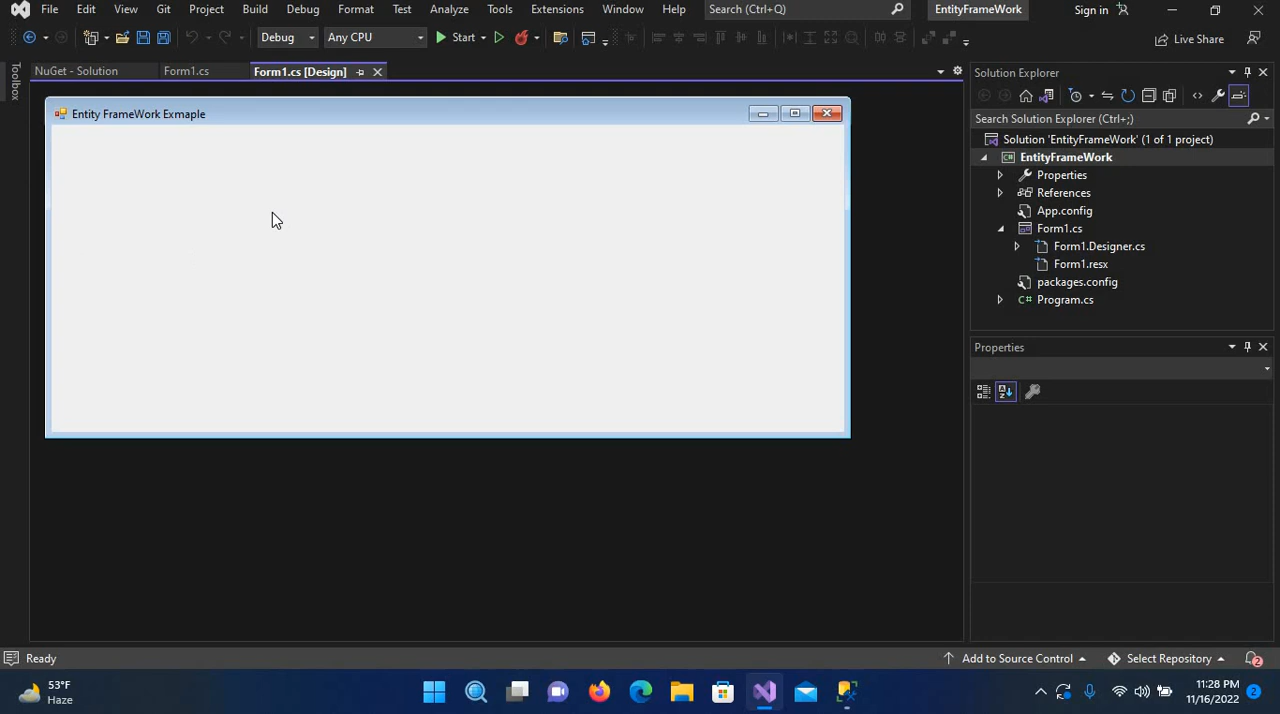 File Edit View Git Project Build Debug Format Test Analyze Tools Extensions Window Help Search (Ctrl+Q) EntityFrameWork Sign in
Debug Any CPU Start Live Share
Toolbox
NuGet - Solution Form1.cs Form1.cs [Design]
Entity FrameWork Exmaple
Solution Explorer
Search Solution Explorer (Ctrl+;)
Solution 'EntityFrameWork' (1 of 1 project)
C# EntityFrameWork
Properties
References
App.config
Form1.cs
Form1.Designer.cs
Form1.resx
packages.config
C# Program.cs
Properties
A
Z
Ready Add to Source Control Select Repository 2
53°F
Haze
11:28 PM
11/16/2022 2